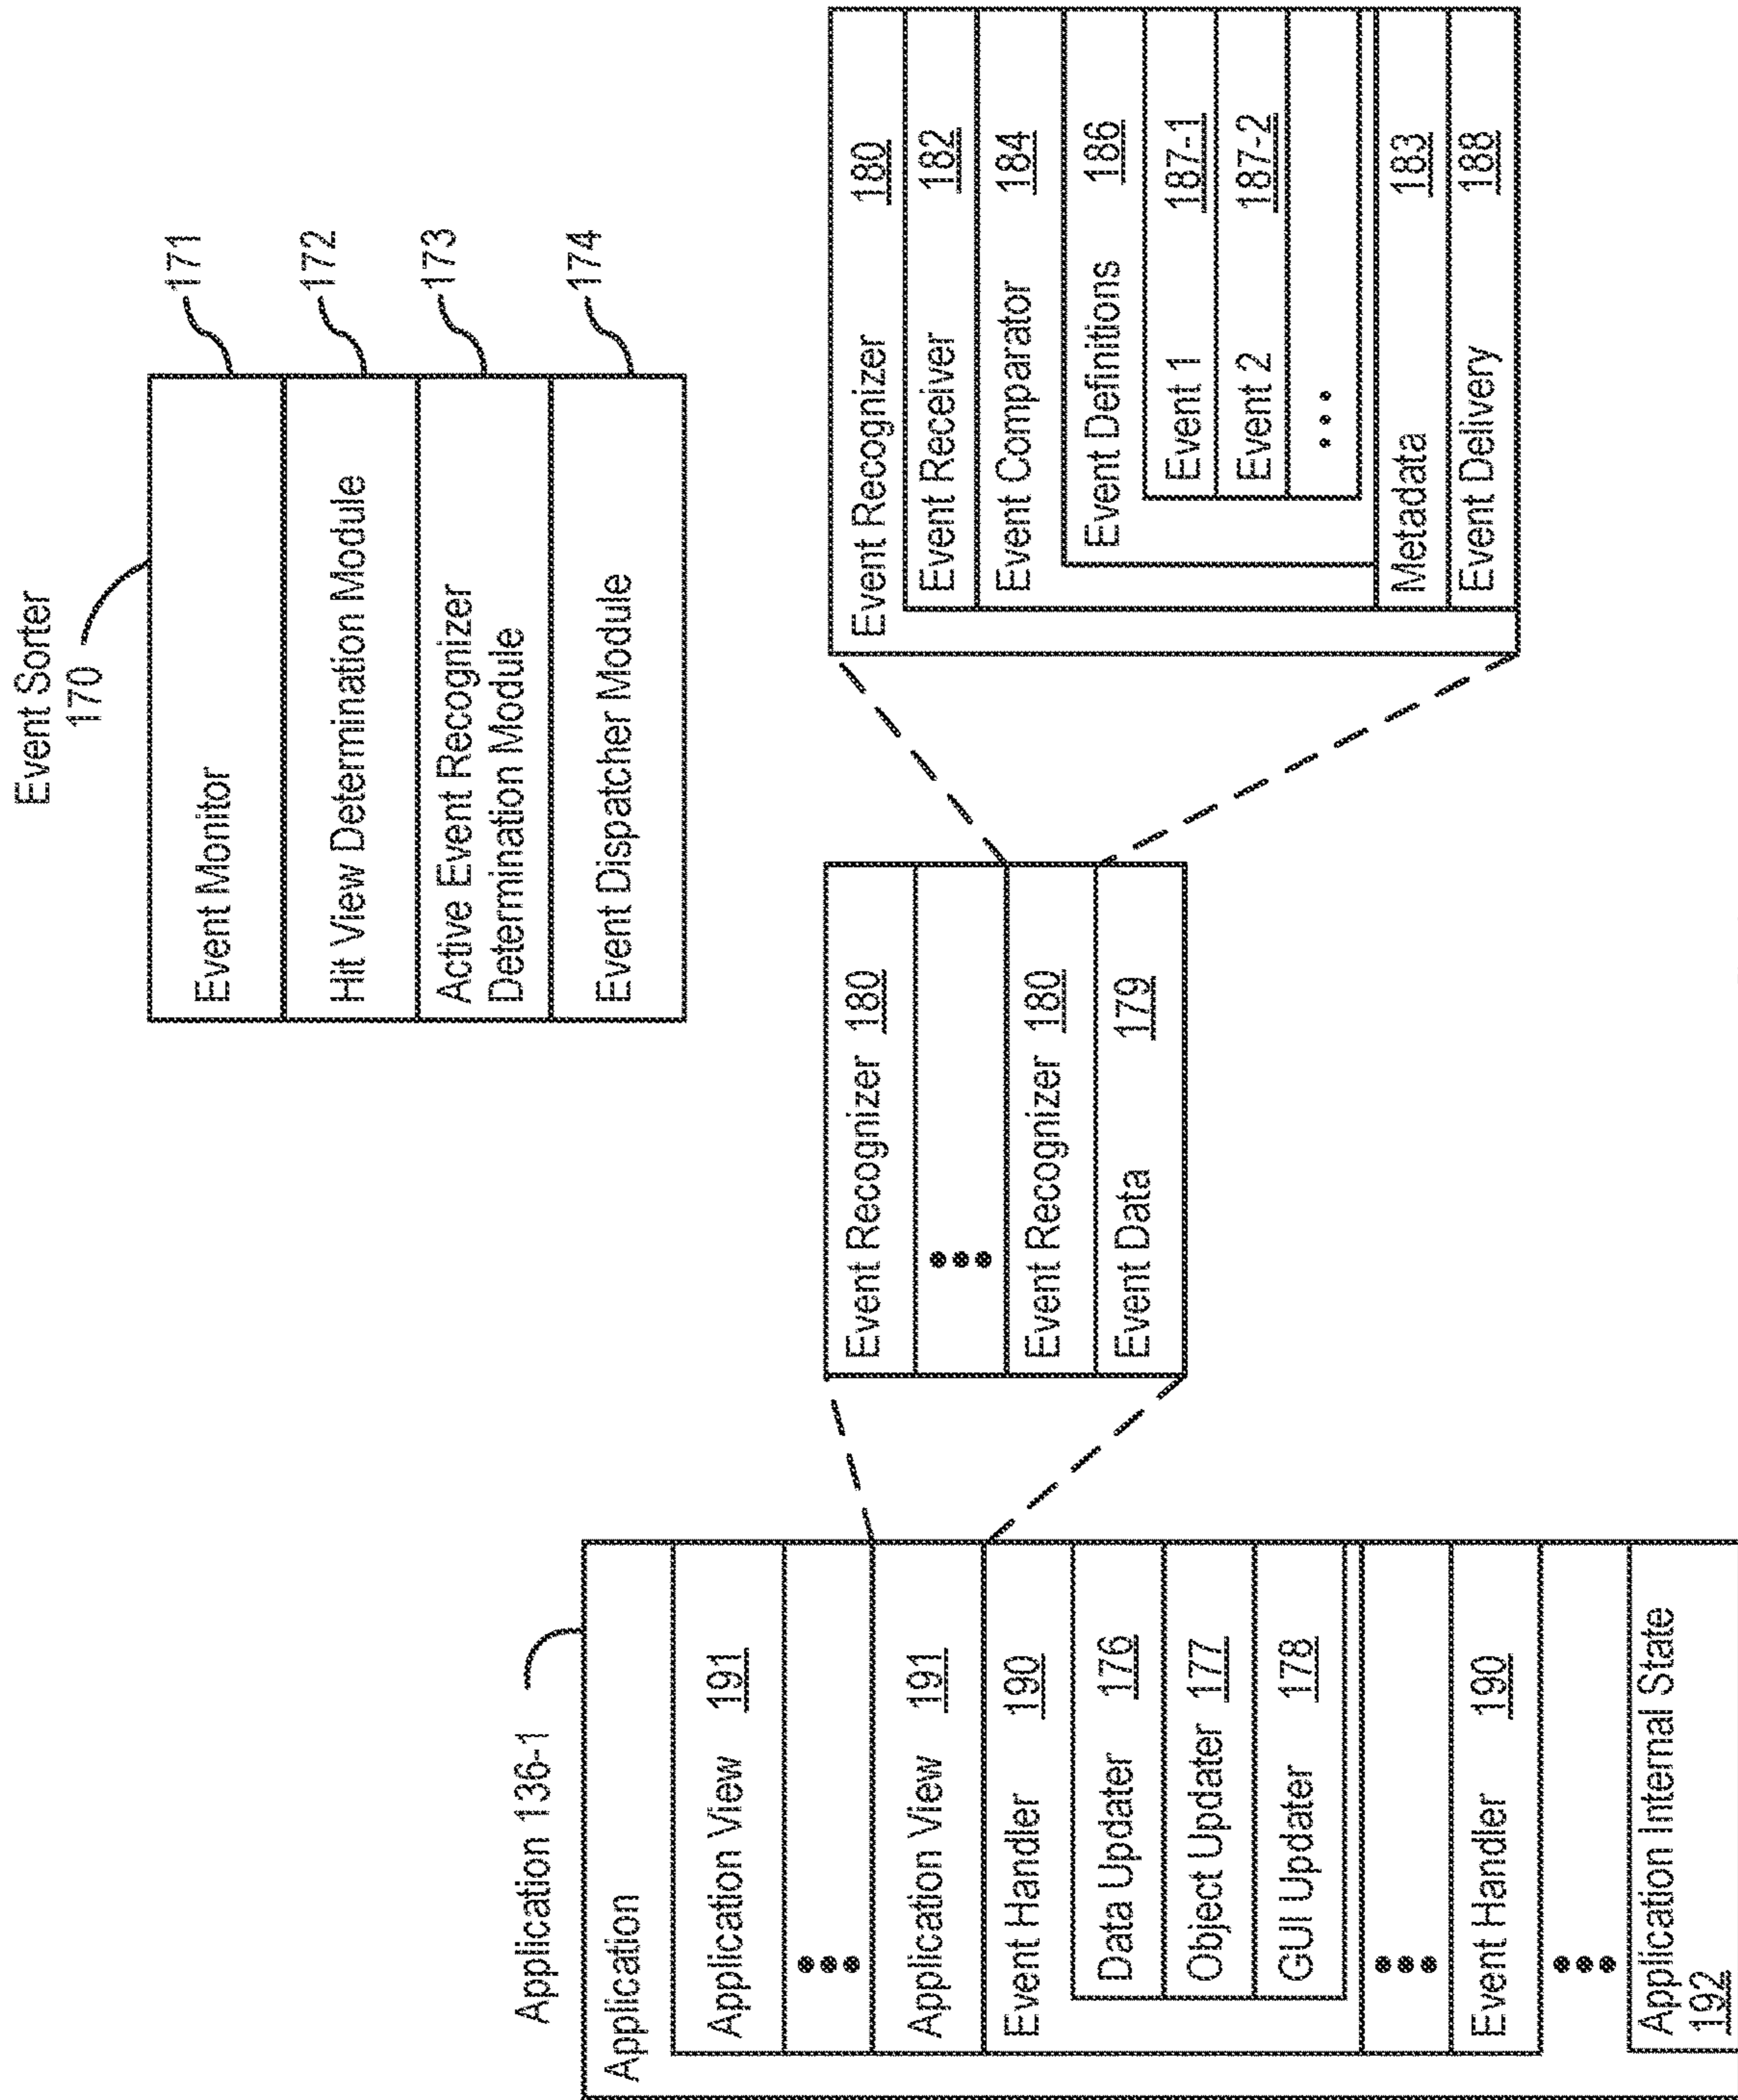 Event Sorter
170
Event Monitor
171
Hit View Determination Module
172
Active Event Recognizer
Determination Module
173
Event Dispatcher Module
174
Application 136-1
Application
Application View 191
•••
Application View 191
Event Handler 190
Data Updater 176
Object Updater 177
GUI Updater 178
•••
Event Handler 190
•••
Application Internal State
192
Event Recognizer 180
•••
Event Recognizer 180
Event Data 179
Event Recognizer 180
Event Receiver 182
Event Comparator 184
Event Definitions 186
Event 1 187-1
Event 2 187-2
•••
Metadata 183
Event Delivery 188